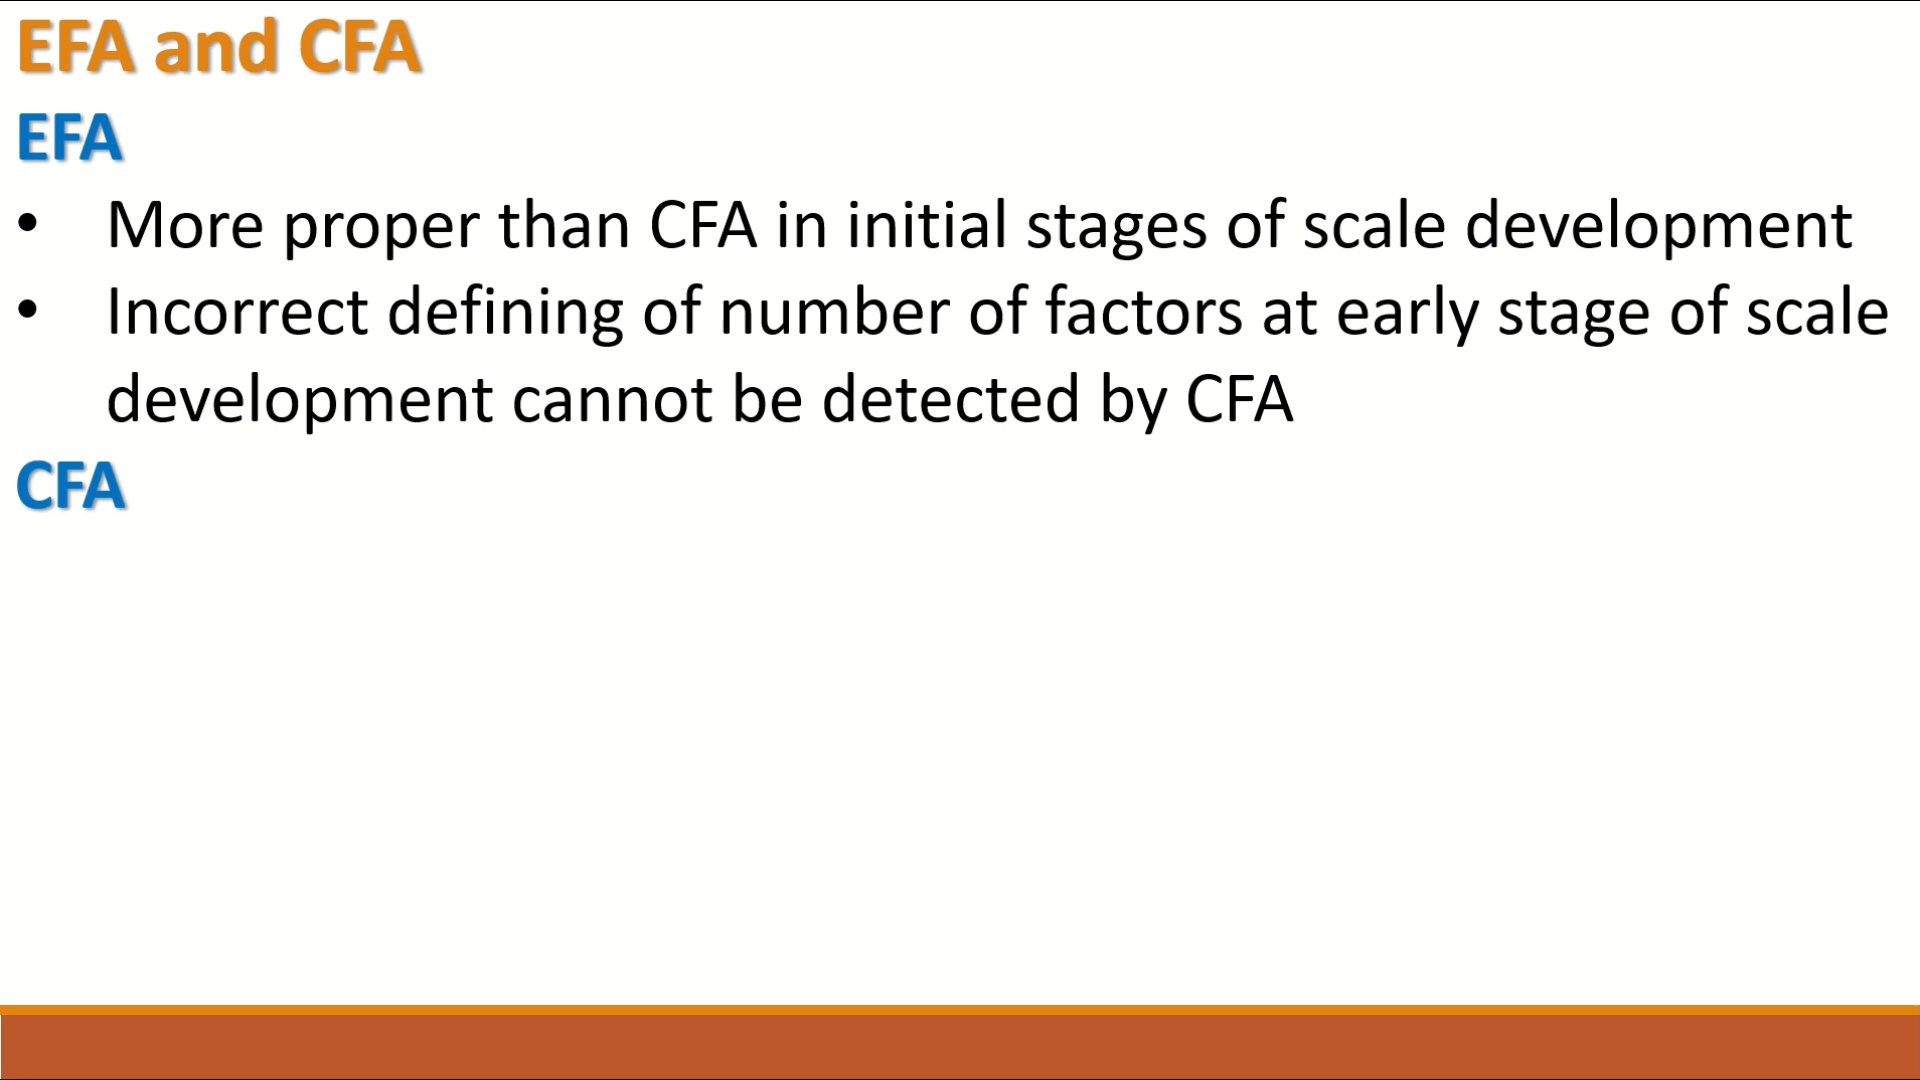 EFA and CFA
EFA
• More proper than CFA in initial stages of scale development
• Incorrect defining of number of factors at early stage of scale
development cannot be detected by CFA
CFA